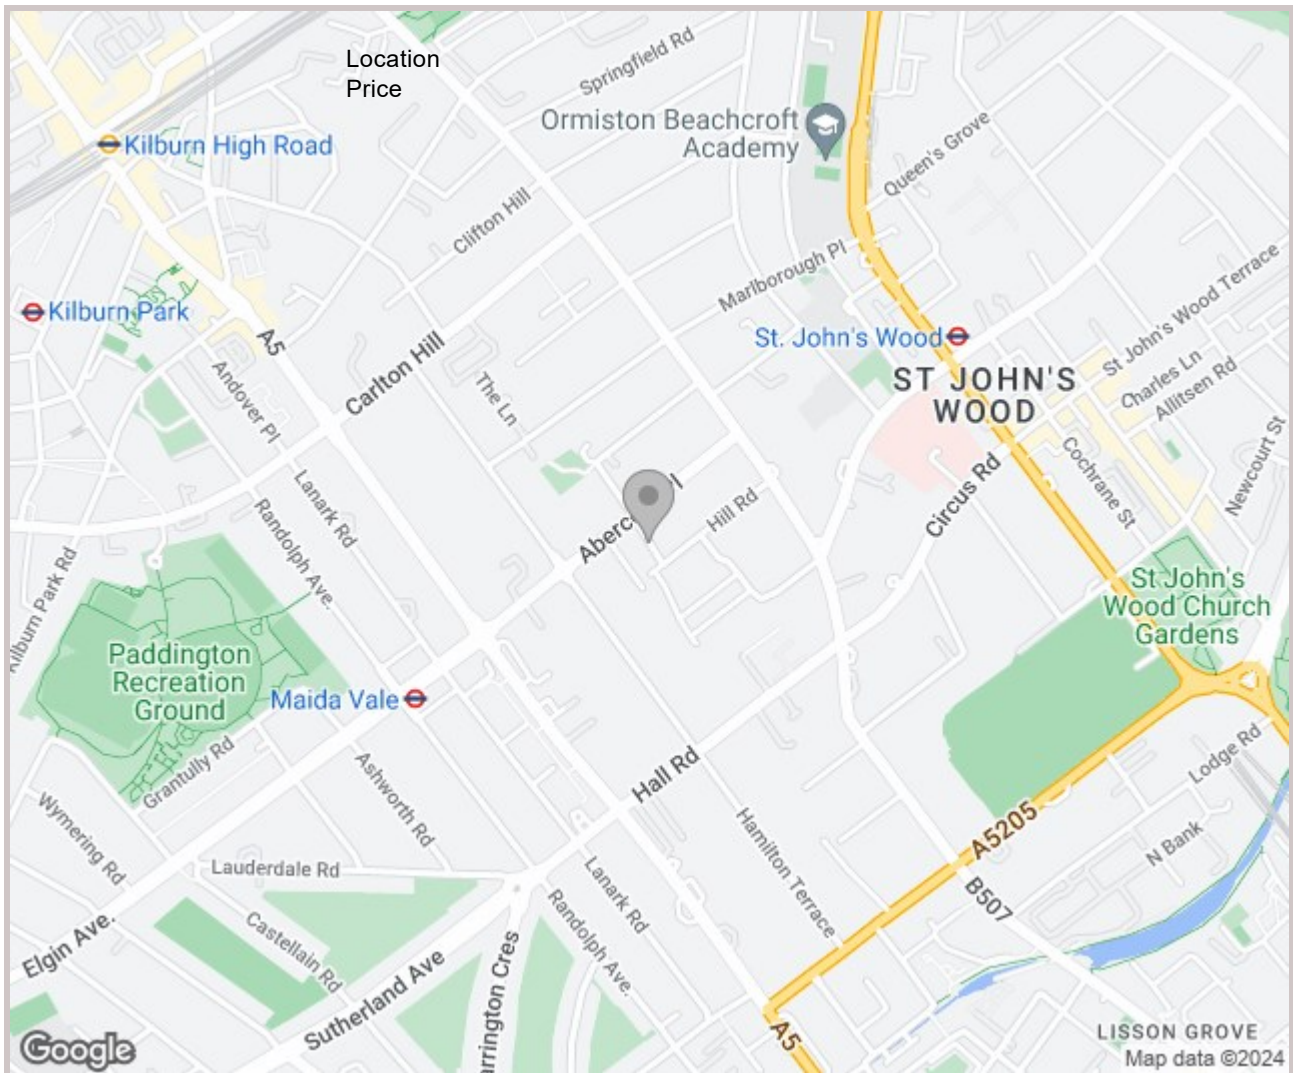 Location
Price
Springfield Rd
Ormiston Beachcroft
Academy
Kilburn High Road
Queen's Grove
Clifton Hill
Marlborough Pl
St John's Wood Terrace
Kilburn Park
A5
St. John's Wood
ST JOHN'S
WOOD
Charles Ln
Allitsen Rd
Andover Pl
Carlton Hill
The Ln
Newcourt St
Cochrane St
Circus Rd
Lanark Rd
Randolph Ave.
Hill Rd
Kilburn Park Rd
St John's
Wood Church
Gardens
Paddington
Recreation
Ground
Maida Vale
Grantully Rd
Ashworth Rd
Hall Rd
Lodge Rd
Wymering Rd
Hamilton Terrace
A5205
N Bank
Lauderdale Rd
Lanark Rd
B507
Elgin Ave.
Castellain Rd
Randolph Ave.
Sutherland Ave
A5
LISSON GROVE
Google
Map data ©2024